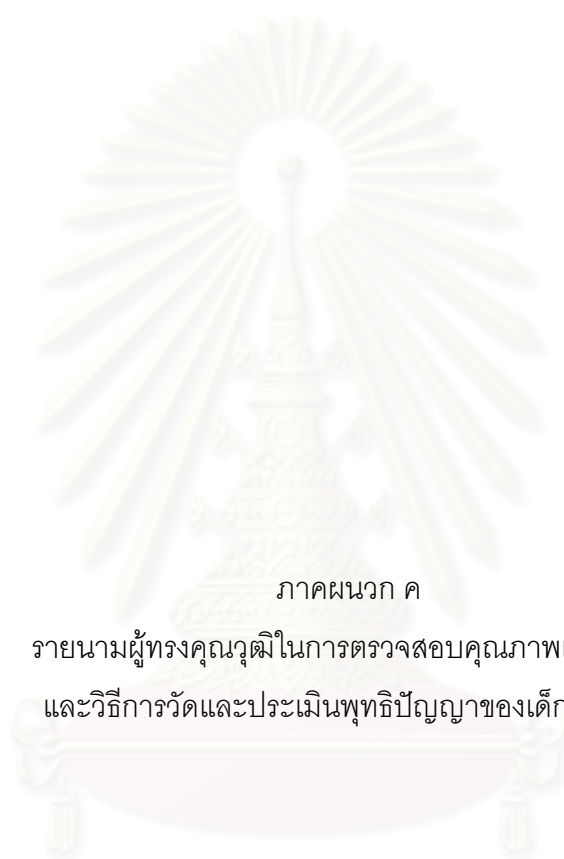 ภาคผนวก ค
รายนามผู้ทรงคุณวุฒิในการตรวจสอบคุณภาพ
และวิธีการวัดและประเมินพุทธิปัญญาของเด็ก